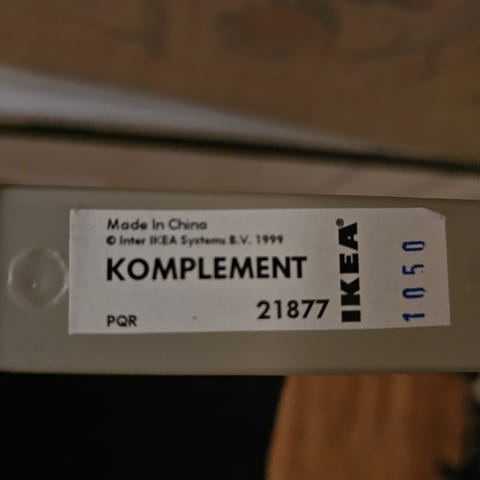 Made In China
© Inter IKEA Systems B.V. 1999
KOMPLEMENT
21877
PQR
IKEA®
1050